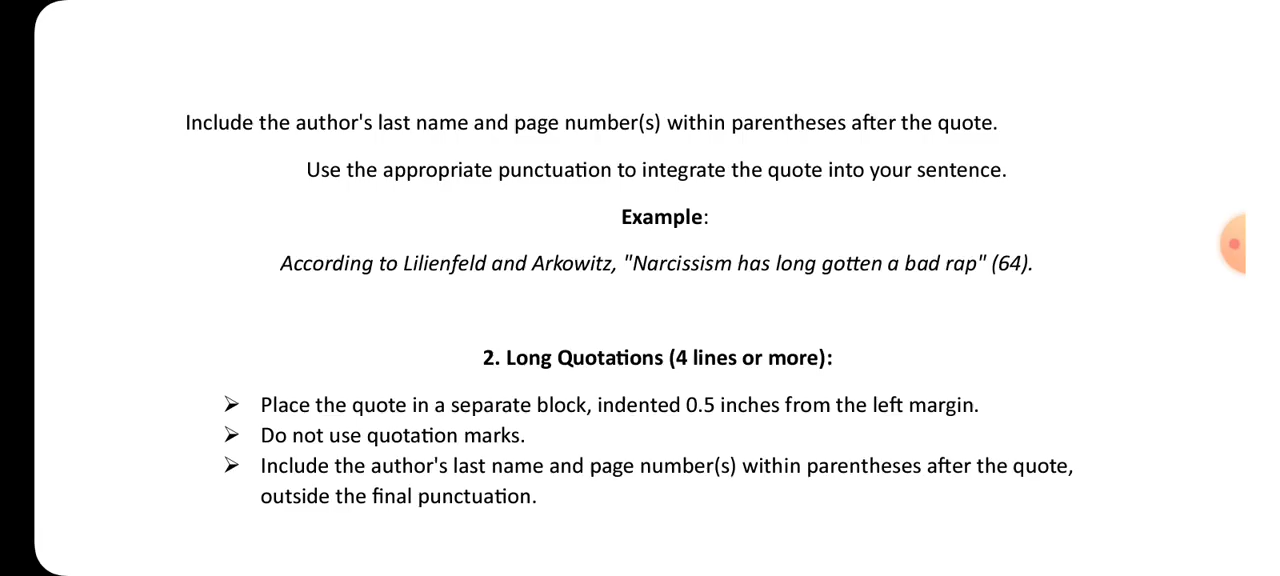 Include the author's last name and page number(s) within parentheses after the quote.
Use the appropriate punctuation to integrate the quote into your sentence.
Example:
According to Lilienfeld and Arkowitz, "Narcissism has long gotten a bad rap" (64).
2. Long Quotations (4 lines or more):
➢ Place the quote in a separate block, indented 0.5 inches from the left margin.
➢ Do not use quotation marks.
➢ Include the author's last name and page number(s) within parentheses after the quote,
outside the final punctuation.